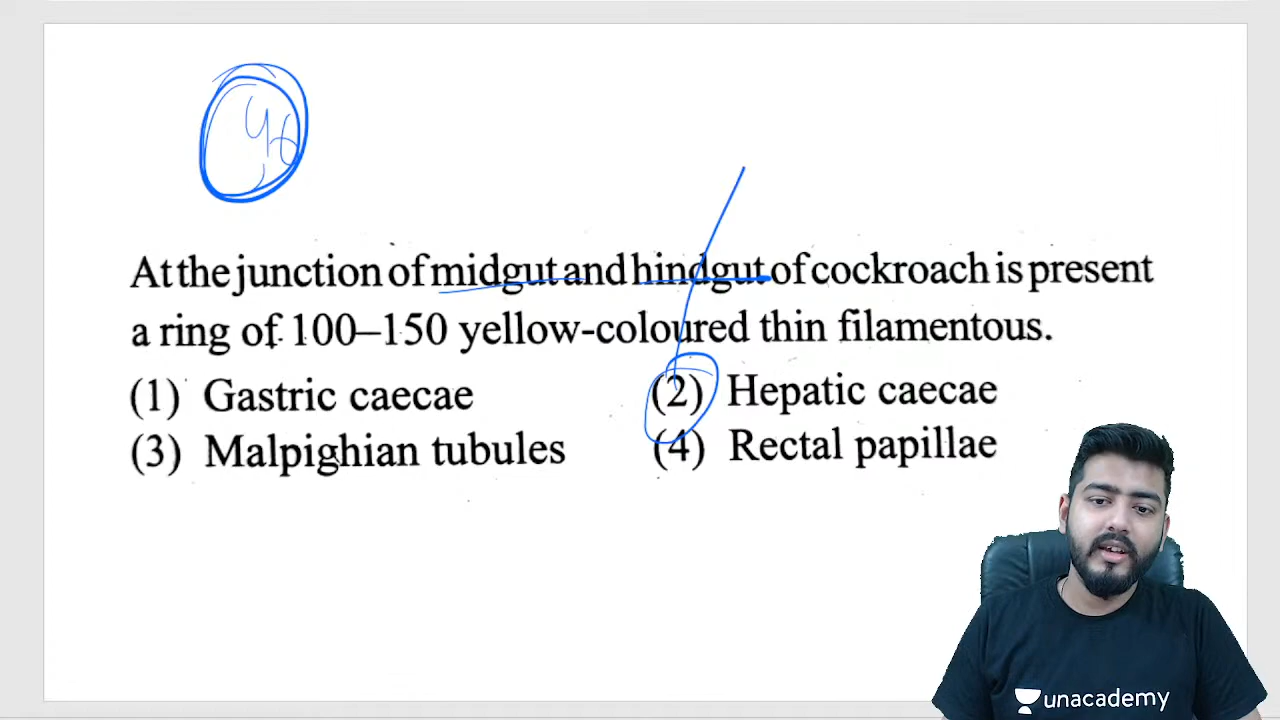 At the junction of midgut and hindgut of cockroach is present
a ring of 100–150 yellow-coloured thin filamentous.
(1) Gastric caecae (2) Hepatic caecae
(3) Malpighian tubules (4) Rectal papillae
unacademy